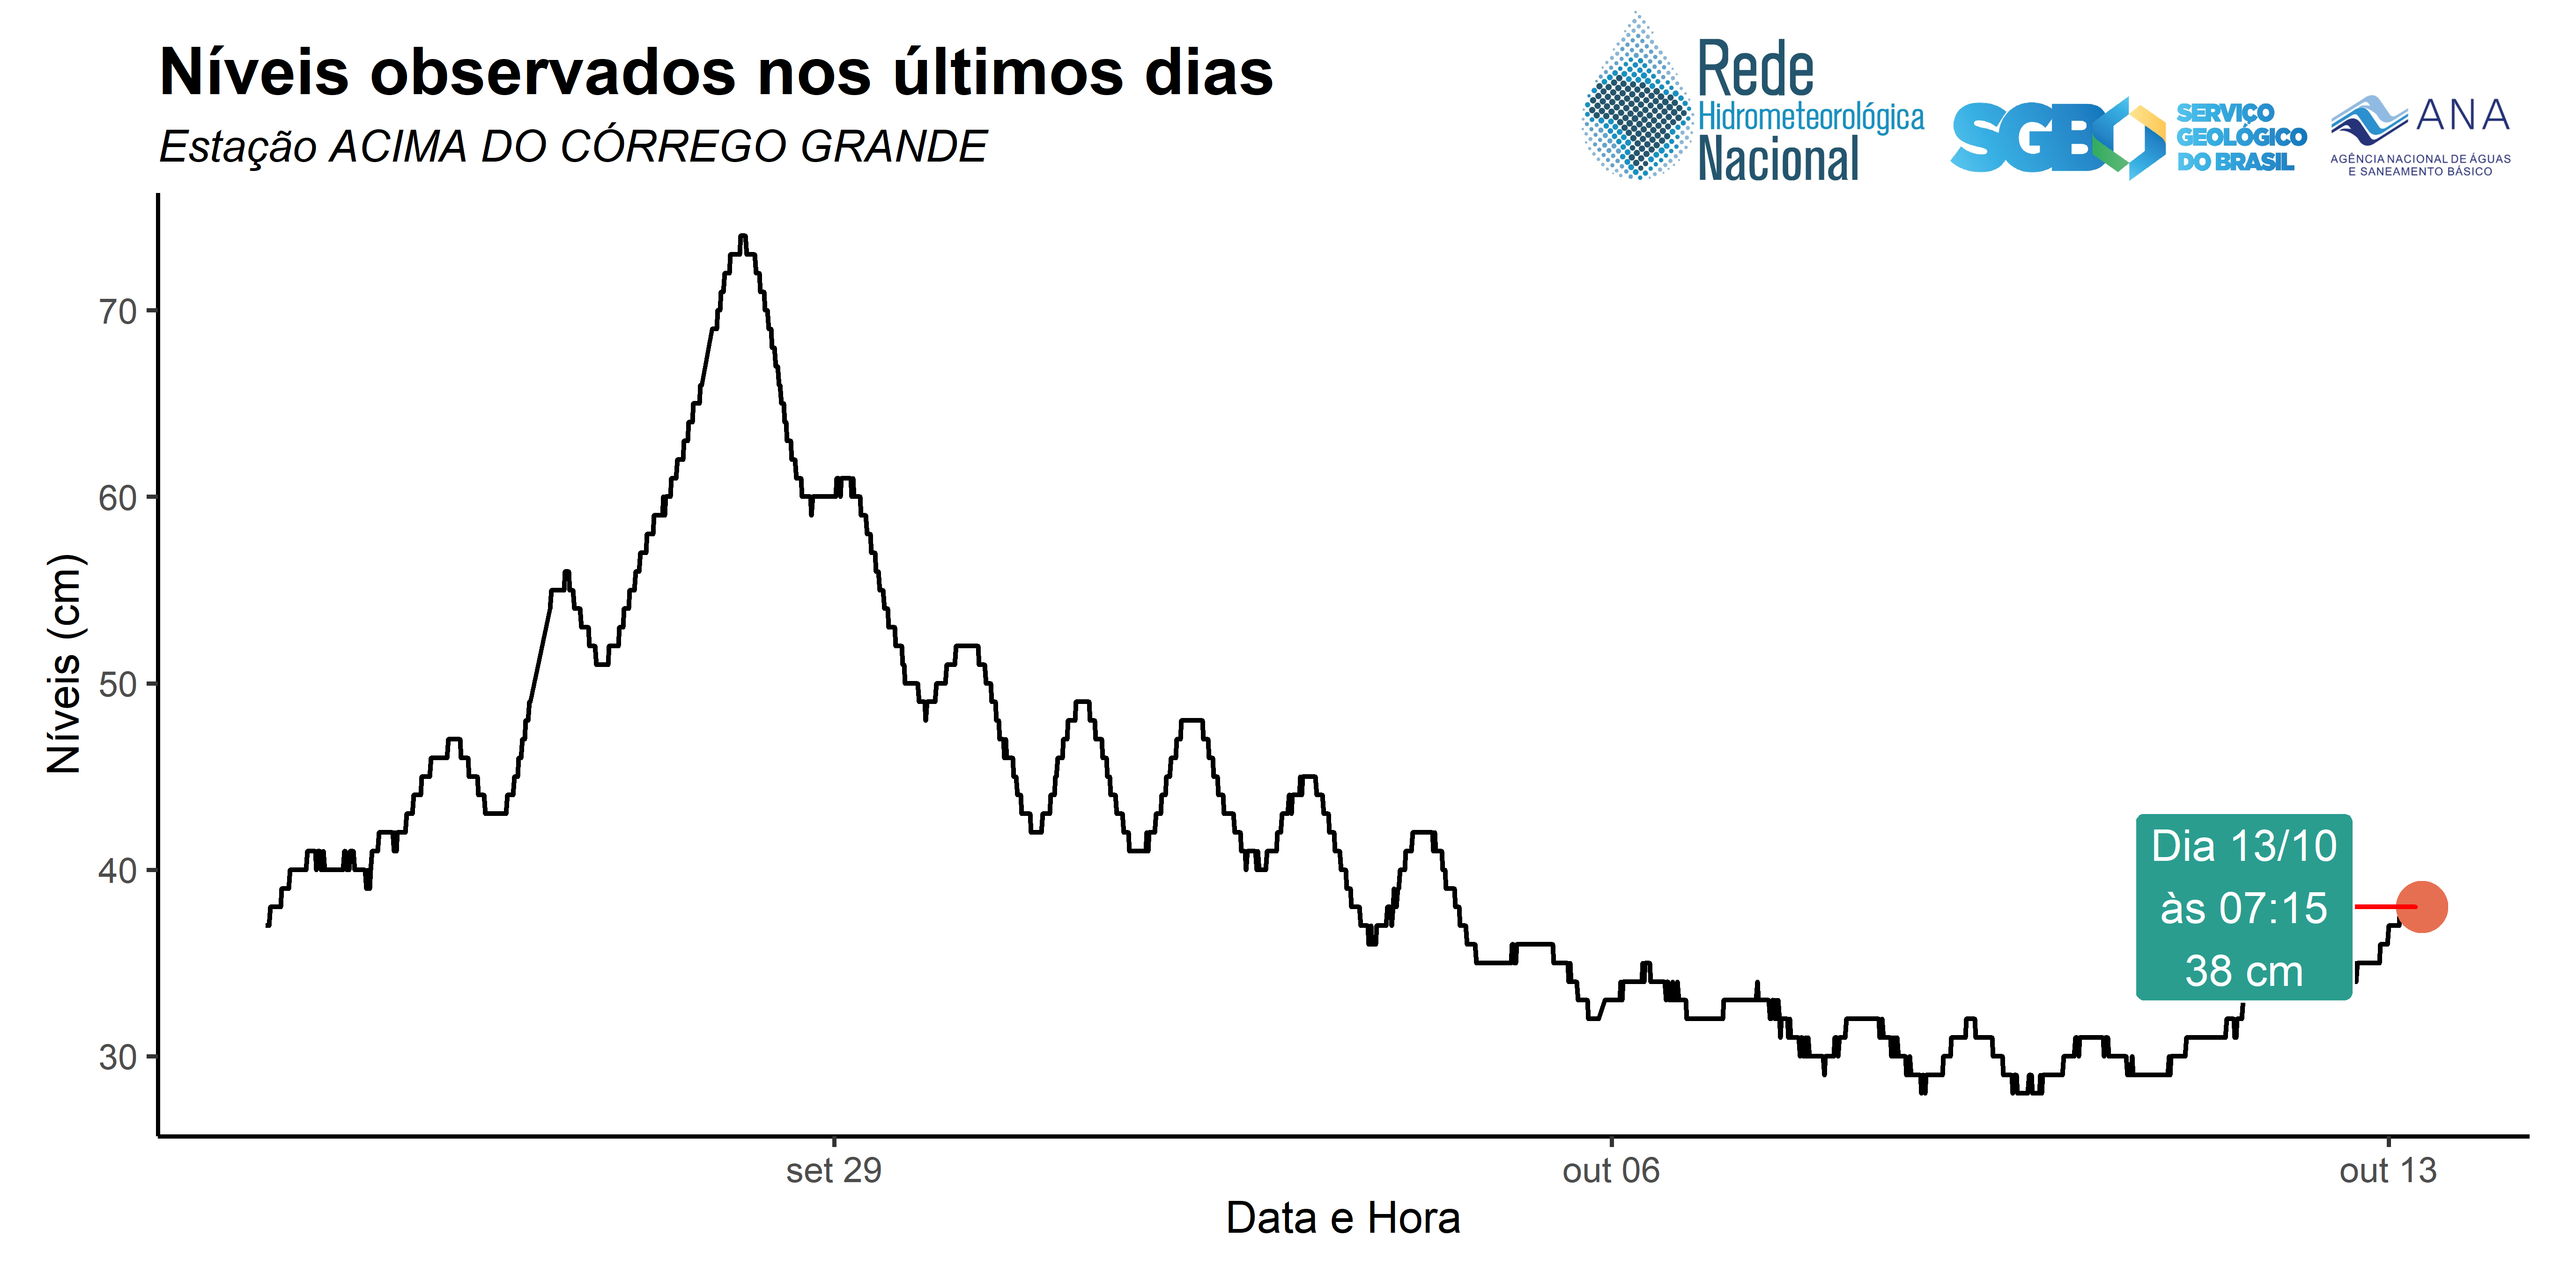 Níveis observados nos últimos dias
Estação ACIMA DO CÓRREGO GRANDE
Rede
Hidrometeorológica
Nacional
SGB
SERVIÇO
GEOLÓGICO
DO BRASIL
ANA
AGÊNCIA NACIONAL DE ÁGUAS
E SANEAMENTO BÁSICO
Níveis (cm)
70
60
50
40
30
Dia 13/10
às 07:15
38 cm
set 29
out 06
out 13
Data e Hora